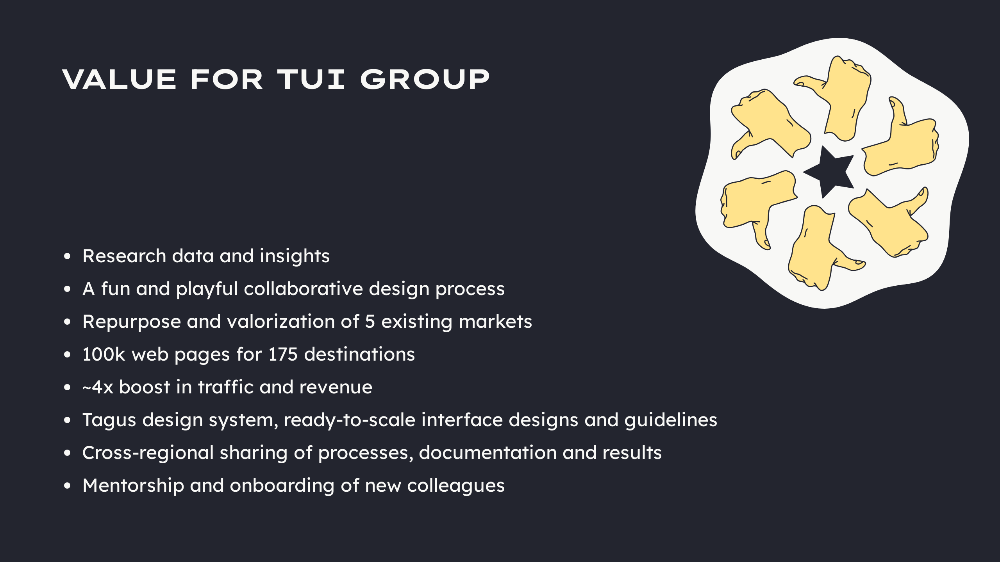 VALUE FOR TUI GROUP
• Research data and insights
• A fun and playful collaborative design process
• Repurpose and valorization of 5 existing markets
• 100k web pages for 175 destinations
• ~4x boost in traffic and revenue
• Tagus design system, ready-to-scale interface designs and guidelines
• Cross-regional sharing of processes, documentation and results
• Mentorship and onboarding of new colleagues